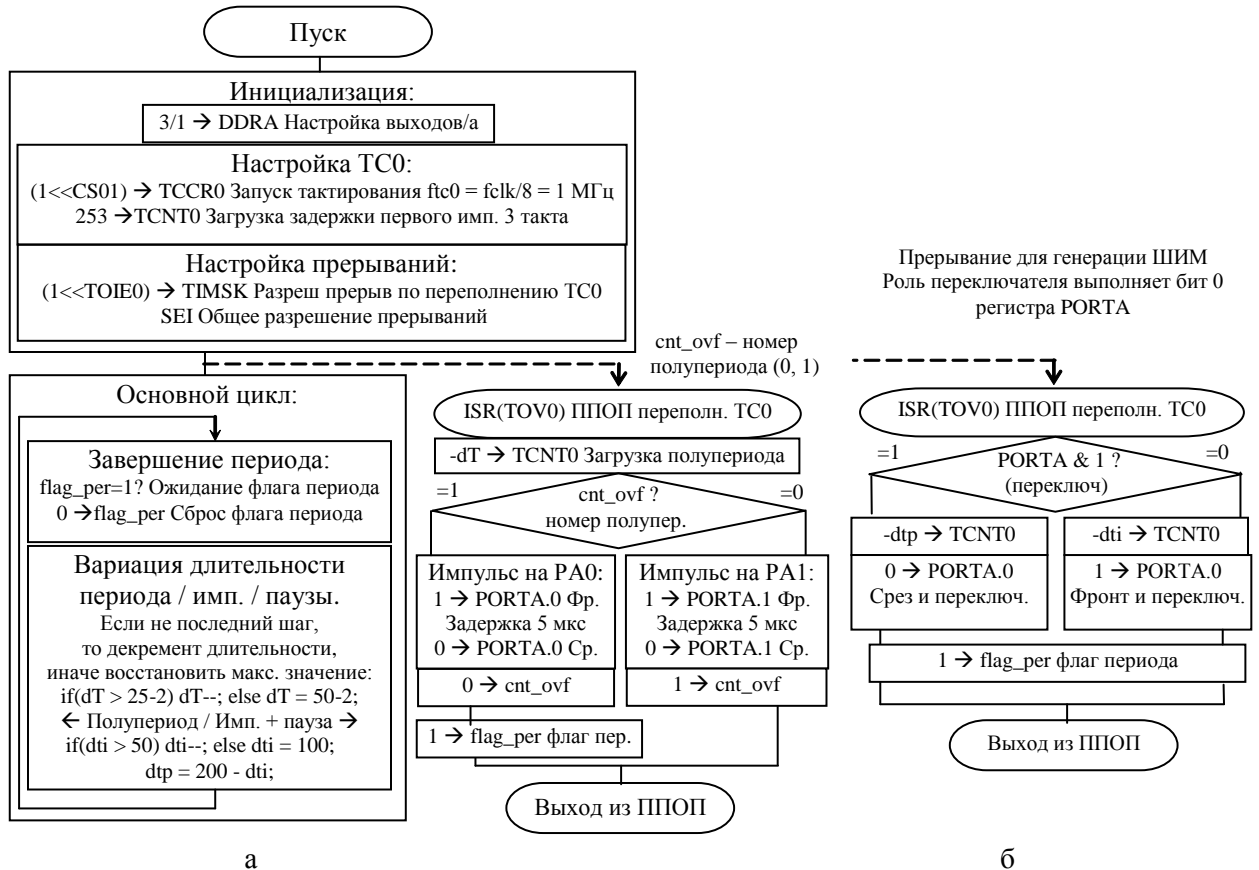 Пуск
Инициализация:
3/1 → DDRA Настройка выходов/а
Настройка TC0:
(1<<CS01) → TCCR0 Запуск тактирования ftc0 = fclk/8 = 1 МГц
253 →TCNT0 Загрузка задержки первого имп. 3 такта
Настройка прерываний:
(1<<TOIE0) → TIMSK Разреш прерыв по переполнению TC0
SEI Общее разрешение прерываний
Основной цикл:
Завершение периода:
flag_per=1? Ожидание флага периода
0 →flag_per Сброс флага периода
Вариация длительности
периода / имп. / паузы.
Если не последний шаг,
то декремент длительности,
иначе восстановить макс. значение:
if(dT > 25-2) dT--; else dT = 50-2;
← Полупериод / Имп. + пауза →
if(dti > 50) dti--; else dti = 100;
dtp = 200 - dti;
cnt_ovf – номер
полупериода (0, 1)
ISR(TOV0) ППОП переполн. TC0
-dT → TCNT0 Загрузка полупериода
=1
cnt_ovf ?
=0
номер полупер.
Импульс на PA0:
1 → PORTA.0 Фр.
Задержка 5 мкс
0 → PORTA.0 Ср.
0 → cnt_ovf
1 → flag_per флаг пер.
Импульс на PA1:
1 → PORTA.1 Фр.
Задержка 5 мкс
0 → PORTA.1 Ср.
1 → cnt_ovf
Выход из ППОП
Прерывание для генерации ШИМ
Роль переключателя выполняет бит 0
регистра PORTA
ISR(TOV0) ППОП переполн. TC0
=1
PORTA & 1 ?
=0
(переключ)
-dtp → TCNT0
0 → PORTA.0
Срез и переключ.
-dti → TCNT0
1 → PORTA.0
Фронт и переключ.
1 → flag_per флаг периода
Выход из ППОП
а
б